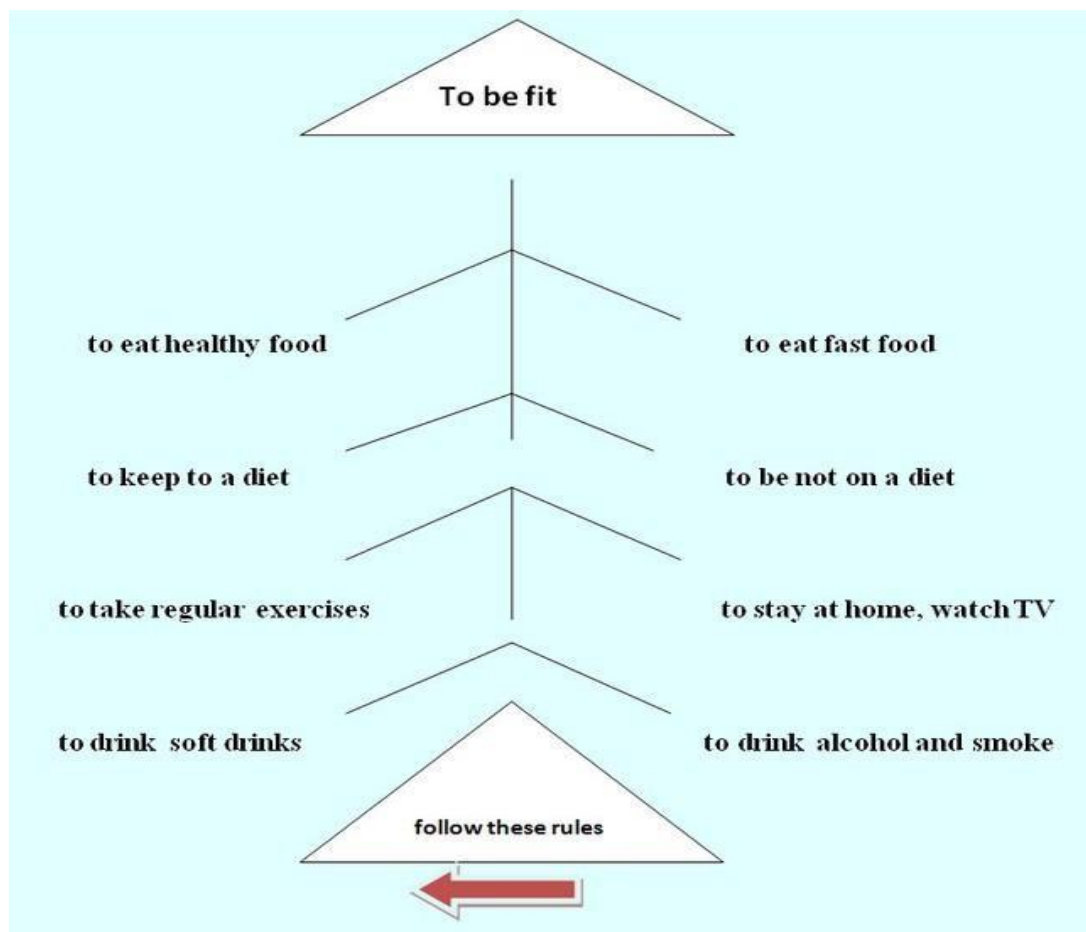 To be fit
to eat healthy food
to eat fast food
to keep to a diet
to be not on a diet
to take regular exercises
to stay at home, watch TV
to drink soft drinks
to drink alcohol and smoke
follow these rules